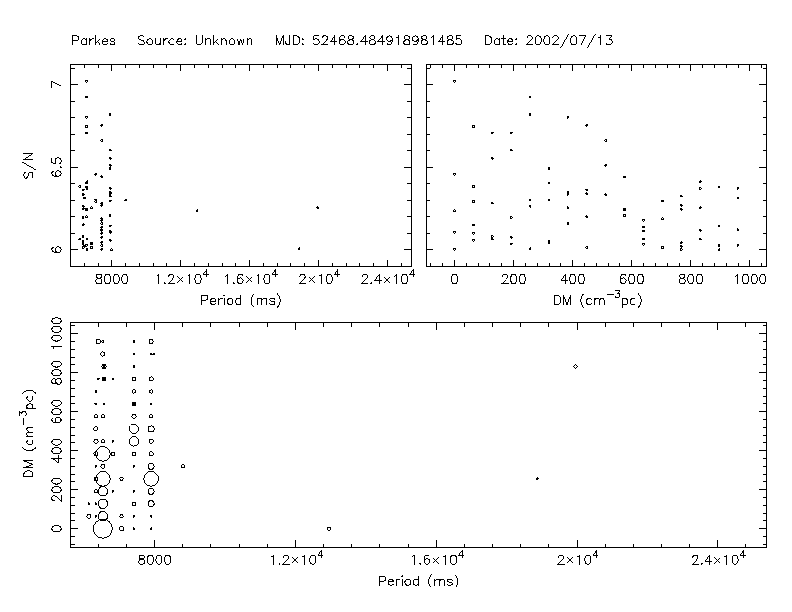 Parkes Source: Unknown MJD: 52468.484918981485 Date: 2002/07/13
7
6.5
6
S/N
8000 1.2×10^4 1.6×10^4 2×10^4 2.4×10^4
Period (ms)
0 200 400 600 800 1000
DM (cm^-3pc)
1000
800
600
400
200
0
DM (cm^-3pc)
8000 1.2×10^4 1.6×10^4 2×10^4 2.4×10^4
Period (ms)